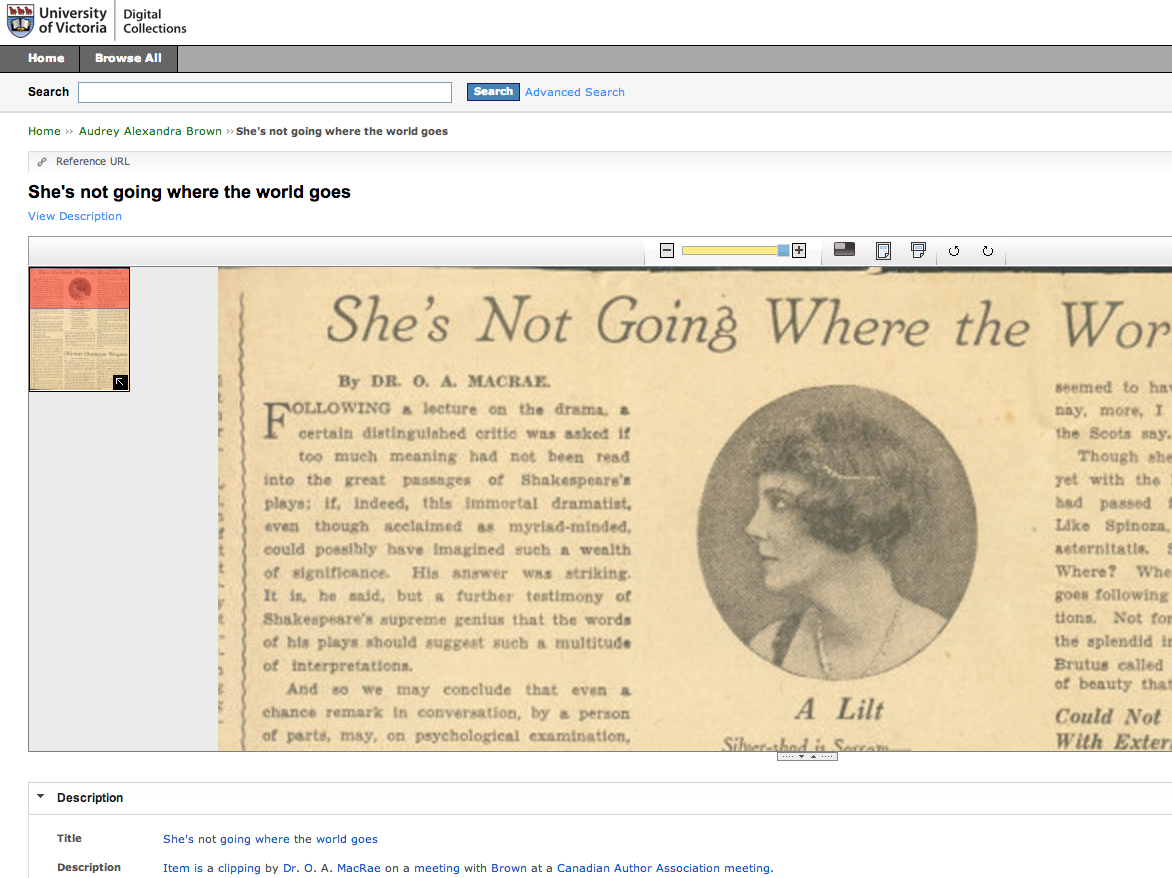 University
of Victoria
Digital
Collections
Home
Browse All
Search
Search
Advanced Search
Home ›› Audrey Alexandra Brown ›› She's not going where the world goes
Reference URL
She's not going where the world goes
View Description
She's Not Going Where the Wor
By DR. O. A. MACRAE.
FOLLOWING a lecture on the drama, a
certain distinguished critic was asked if
too much meaning had not been read
into the great passages of Shakespeare's
plays; if, indeed, this immortal dramatist,
even though acclaimed as myriad-minded,
could possibly have imagined such a wealth
of significance. His answer was striking.
It is, he said, but a further testimony of
Shakespeare's supreme genius that the words
of his plays should suggest such a multitude
of interpretations.
And so we may conclude that even a
chance remark in conversation, by a person
of parts, may, on psychological examination,
A Lilt
Silver-shod is Sorrow—
seemed to hav
nay, more, I
the Scots say.
Though she
yet with the
had passed
Like Spinoza,
aeternitatis.
Where? Whe
goes following
tions. Not for
the splendid in
Brutus called
of beauty that
Could Not
With Exter
Description
Title
She's not going where the world goes
Description
Item is a clipping by Dr. O. A. MacRae on a meeting with Brown at a Canadian Author Association meeting.